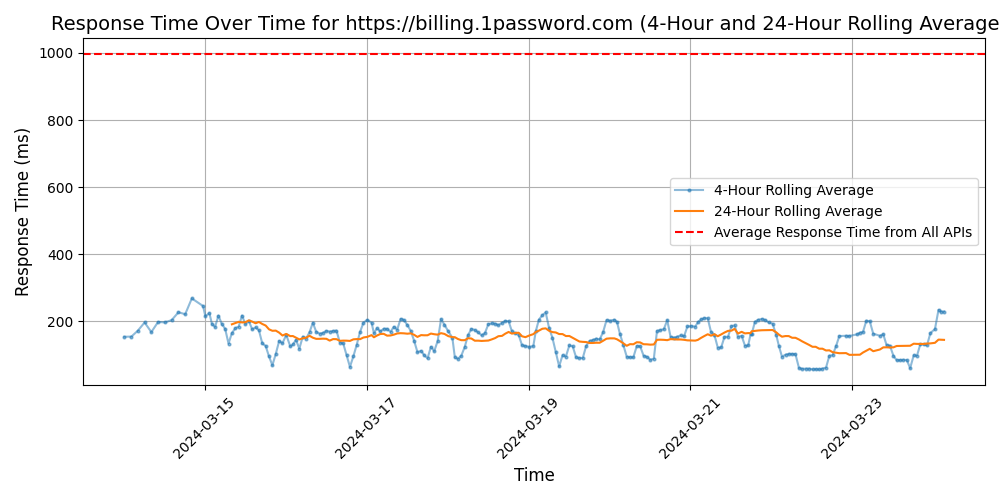 Response Time Over Time for https://billing.1password.com (4-Hour and 24-Hour Rolling Average
Response Time (ms)
1000
800
600
400
200
4-Hour Rolling Average
24-Hour Rolling Average
Average Response Time from All APIs
2024-03-15
2024-03-17
2024-03-19
2024-03-21
2024-03-23
Time